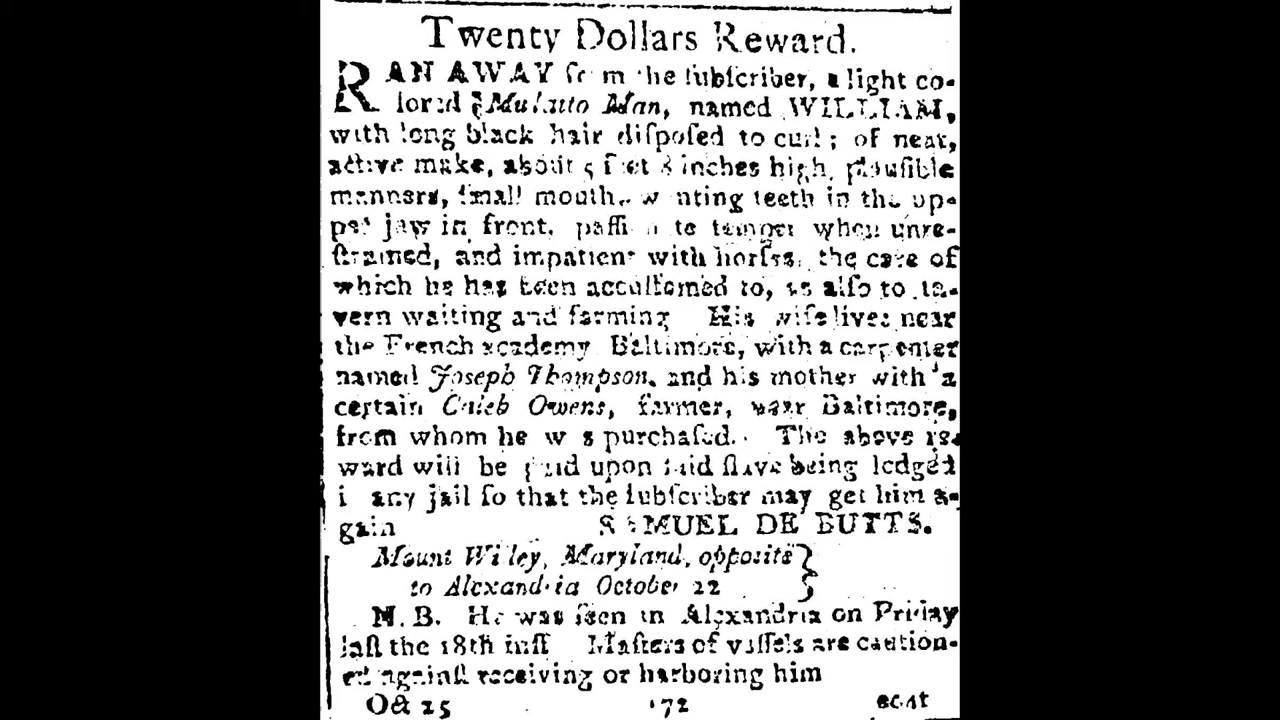 Twenty Dollars Reward.
RAN AWAY from the ſubſcriber, a light co-
lored Mulatto Man, named WILLIAM,
with long black hair diſpoſed to curl; of neat,
active make, about 5 feet 8 inches high, plauſible
manners, ſmall mouth, wanting teeth in the up-
per jaw in front, paſſionate temper when unre-
ſtrained, and impatient with horſes, the care of
which he has been accuſtomed to, as alſo to ta-
vern waiting and farming His wife lives near
the French academy Baltimore, with a carpenter
named Joseph Thompson, and his mother with a
certain Caleb Owens, farmer, near Baltimore,
from whom he was purchaſed. The above re-
ward will be paid upon ſaid ſlave being lodged
in any jail ſo that the ſubſcriber may get him a-
gain SAMUEL DE BUTTS.
Mount Welby, Maryland, opposite
to Alexandria October 22
N.B. He was ſeen in Alexandria on Friday
laſt the 18th inſt Maſters of veſſels are caution-
ed againſt receiving or harboring him
Oct 25